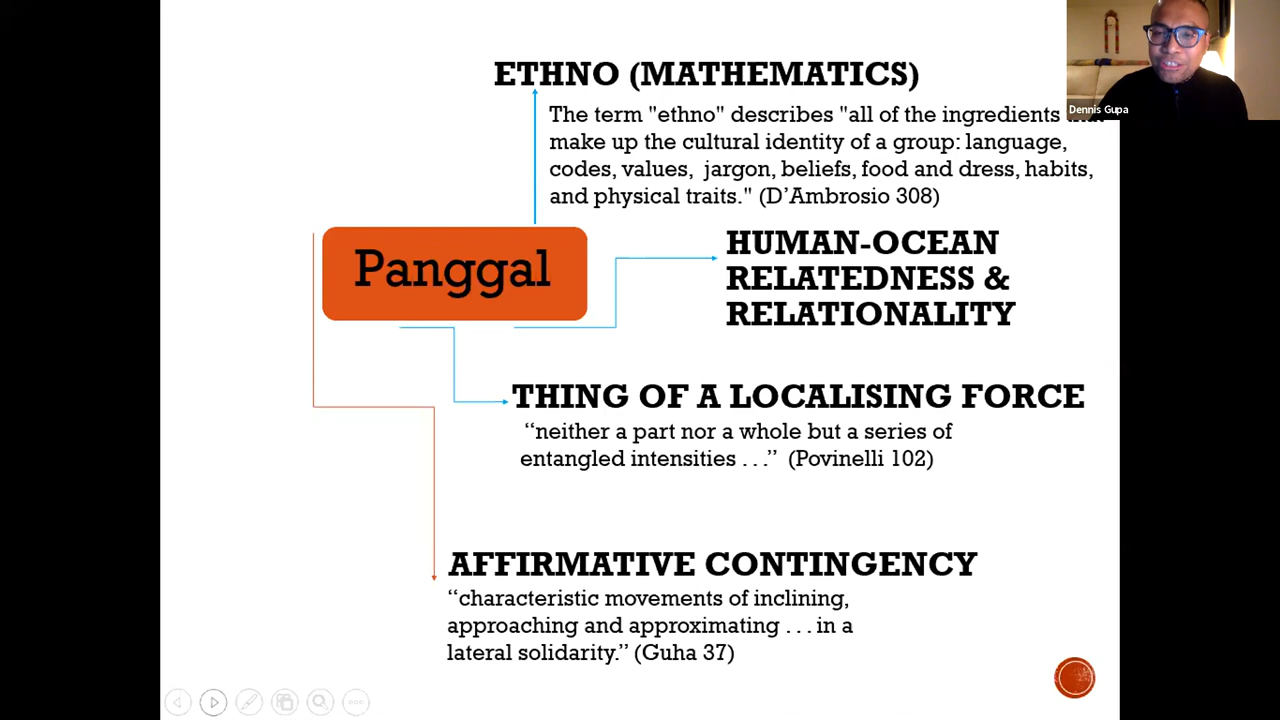 ETHNO (MATHEMATICS)
The term "ethno" describes "all of the ingredients
make up the cultural identity of a group: language,
codes, values, jargon, beliefs, food and dress, habits,
and physical traits." (D’Ambrosio 308)
Dennis Gupa
Panggal
HUMAN-OCEAN
RELATEDNESS &
RELATIONALITY
THING OF A LOCALISING FORCE
“neither a part nor a whole but a series of
entangled intensities . . .” (Povinelli 102)
AFFIRMATIVE CONTINGENCY
“characteristic movements of inclining,
approaching and approximating . . . in a
lateral solidarity.” (Guha 37)